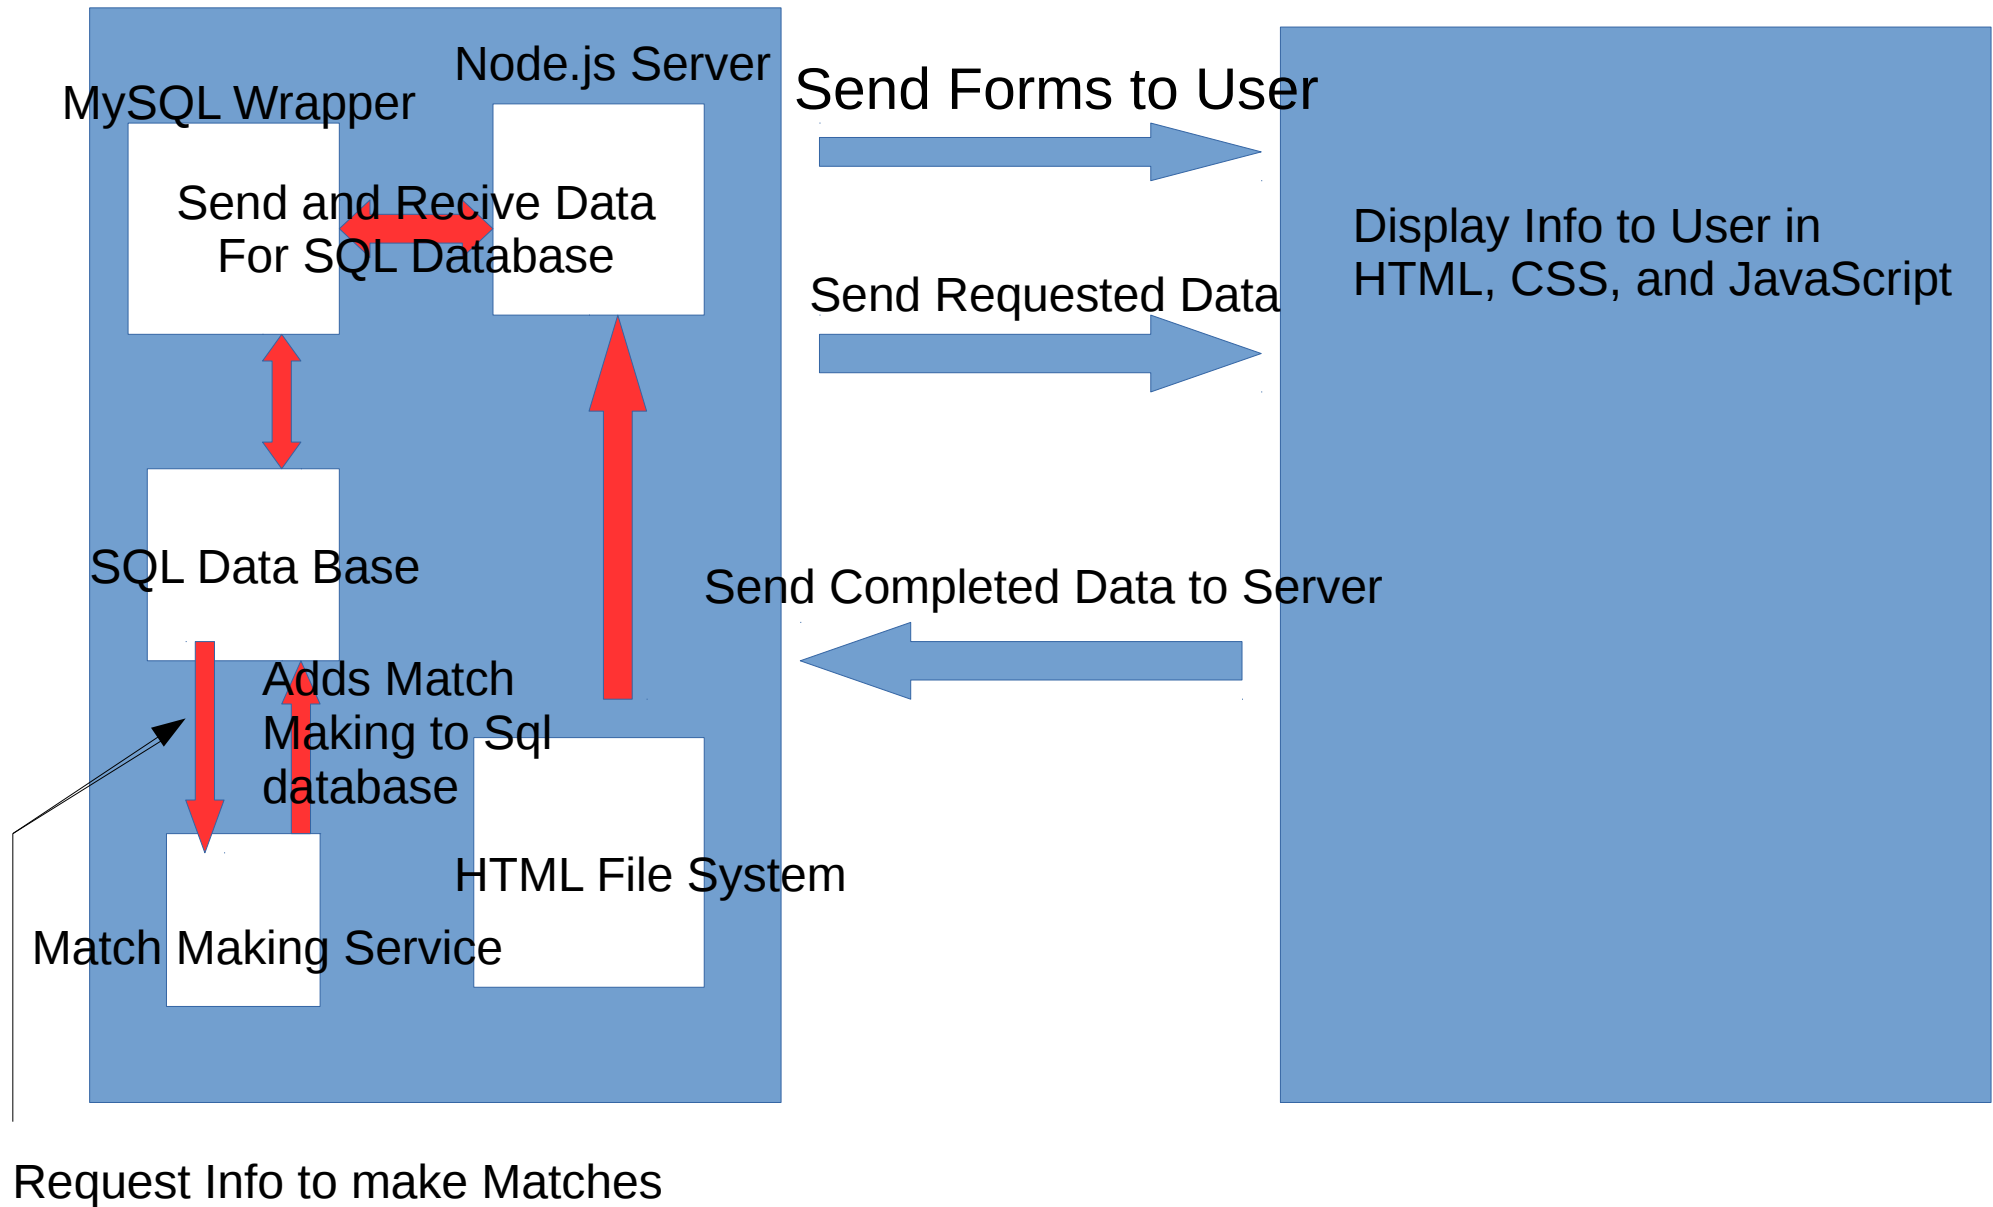 Node.js Server
MySQL Wrapper
Send Forms to User
Send and Recive Data
For SQL Database
Display Info to User in
HTML, CSS, and JavaScript
Send Requested Data
SQL Data Base
Send Completed Data to Server
Adds Match
Making to Sql
database
HTML File System
Match Making Service
Request Info to make Matches